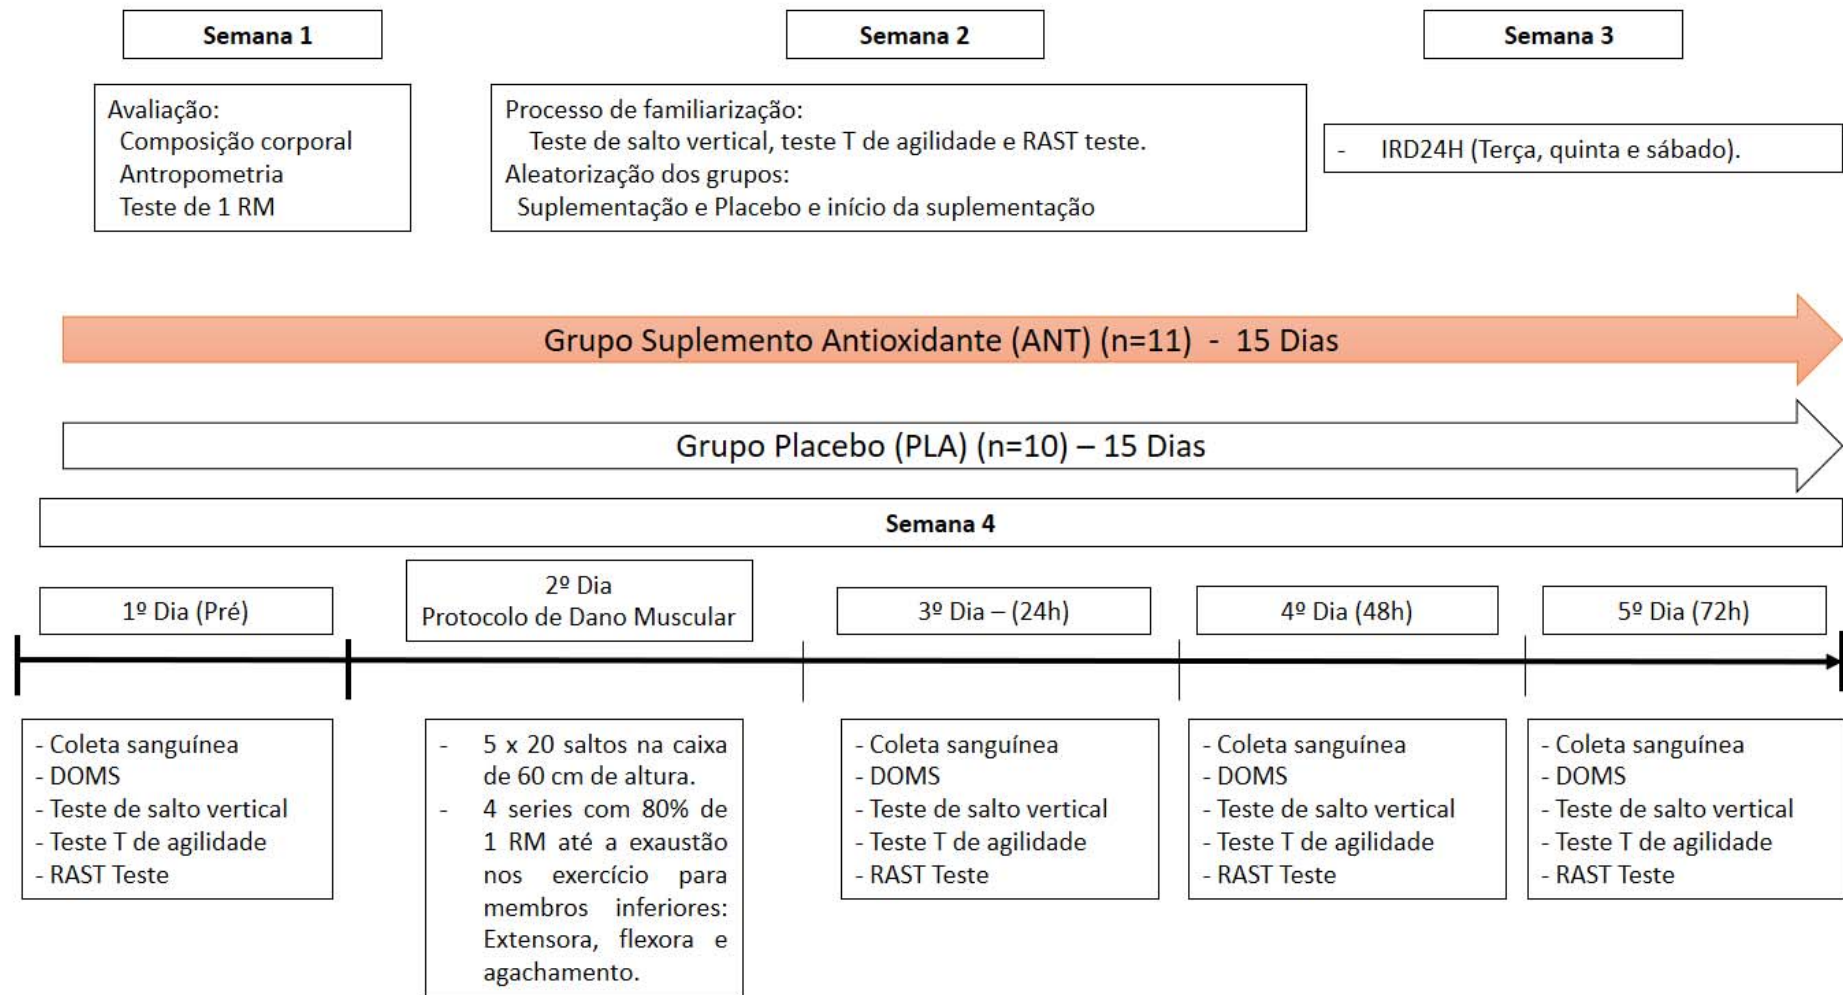 Semana 1
Semana 2
Semana 3
Avaliação:
Composição corporal
Antropometria
Teste de 1 RM
Processo de familiarização:
Teste de salto vertical, teste T de agilidade e RAST teste.
Aleatorização dos grupos:
Suplementação e Placebo e início da suplementação
- IRD24H (Terça, quinta e sábado).
Grupo Suplemento Antioxidante (ANT) (n=11) - 15 Dias
Grupo Placebo (PLA) (n=10) – 15 Dias
Semana 4
1º Dia (Pré)
2º Dia
Protocolo de Dano Muscular
3º Dia – (24h)
4º Dia (48h)
5º Dia (72h)
- Coleta sanguínea
- DOMS
- Teste de salto vertical
- Teste T de agilidade
- RAST Teste
- 5 x 20 saltos na caixa
de 60 cm de altura.
- 4 series com 80% de
1 RM até a exaustão
nos exercício para
membros inferiores:
Extensora, flexora e
agachamento.
- Coleta sanguínea
- DOMS
- Teste de salto vertical
- Teste T de agilidade
- RAST Teste
- Coleta sanguínea
- DOMS
- Teste de salto vertical
- Teste T de agilidade
- RAST Teste
- Coleta sanguínea
- DOMS
- Teste de salto vertical
- Teste T de agilidade
- RAST Teste